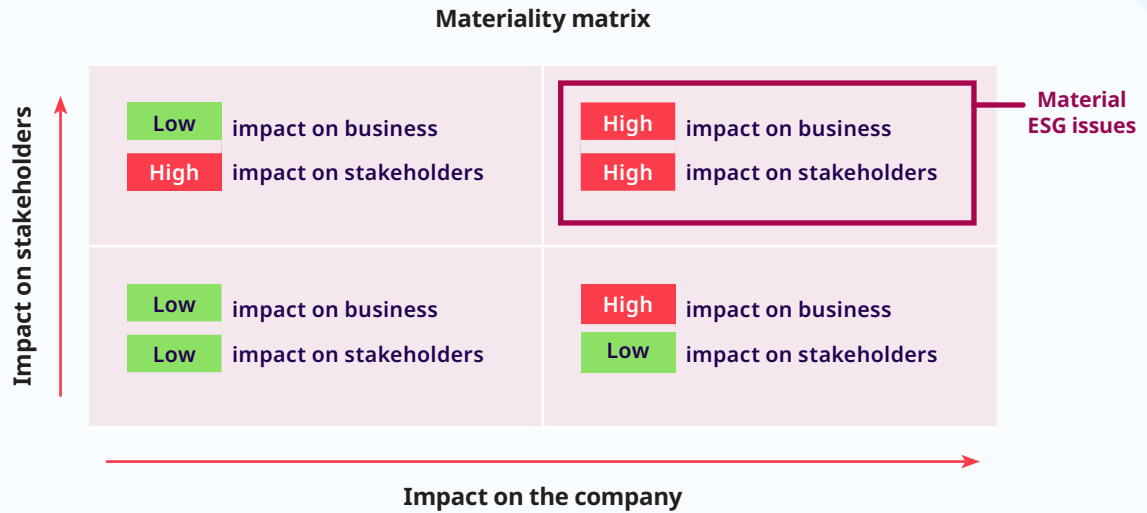 Materiality matrix
Impact on stakeholders
Low impact on business
High impact on stakeholders
High impact on business
High impact on stakeholders
Material
ESG issues
Low impact on business
Low impact on stakeholders
High impact on business
Low impact on stakeholders
Impact on the company